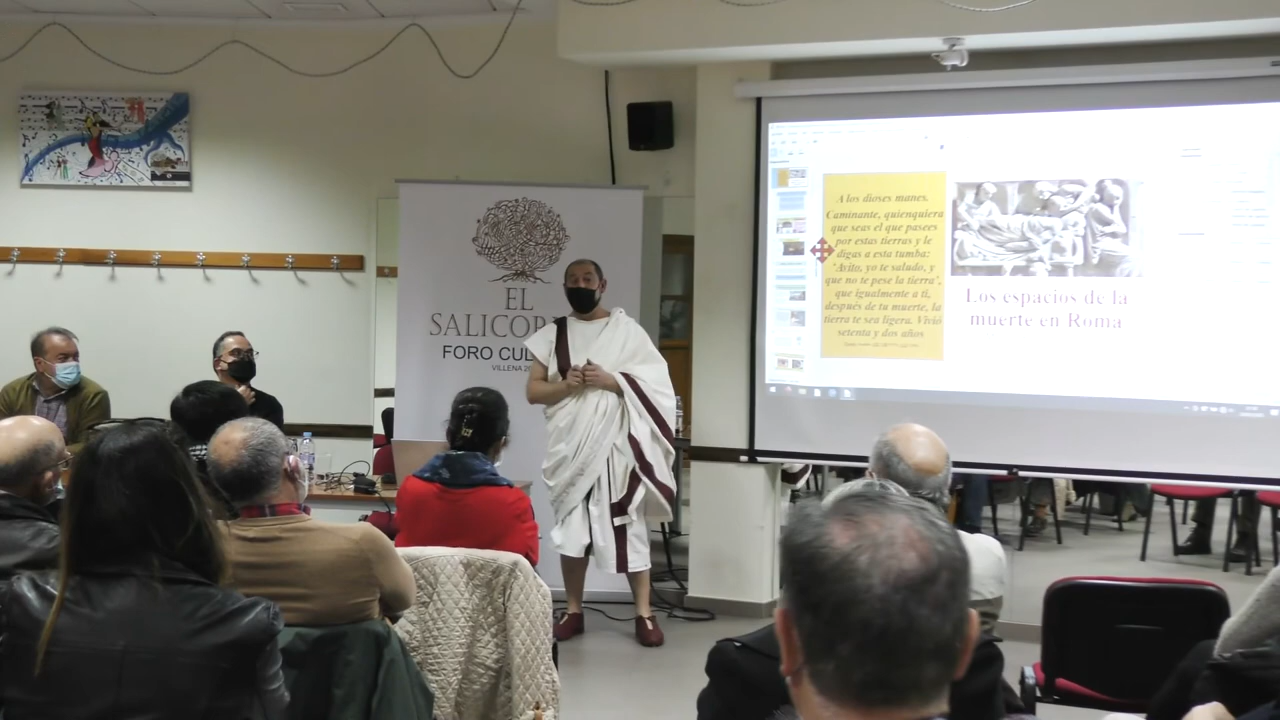 EL
SALICOR
FORO CUL
VILLENA 20
A los dioses manes.
Caminante, quienquiera
que seas el que pasees
por estas tierras y le
digas a esta tumba:
"Avito, yo te saludo, y
que no te pese la tierra",
que igualmente a ti,
después de tu muerte, la
tierra te sea ligera. Vivió
setenta y dos años
Los espacios de la
muerte en Roma